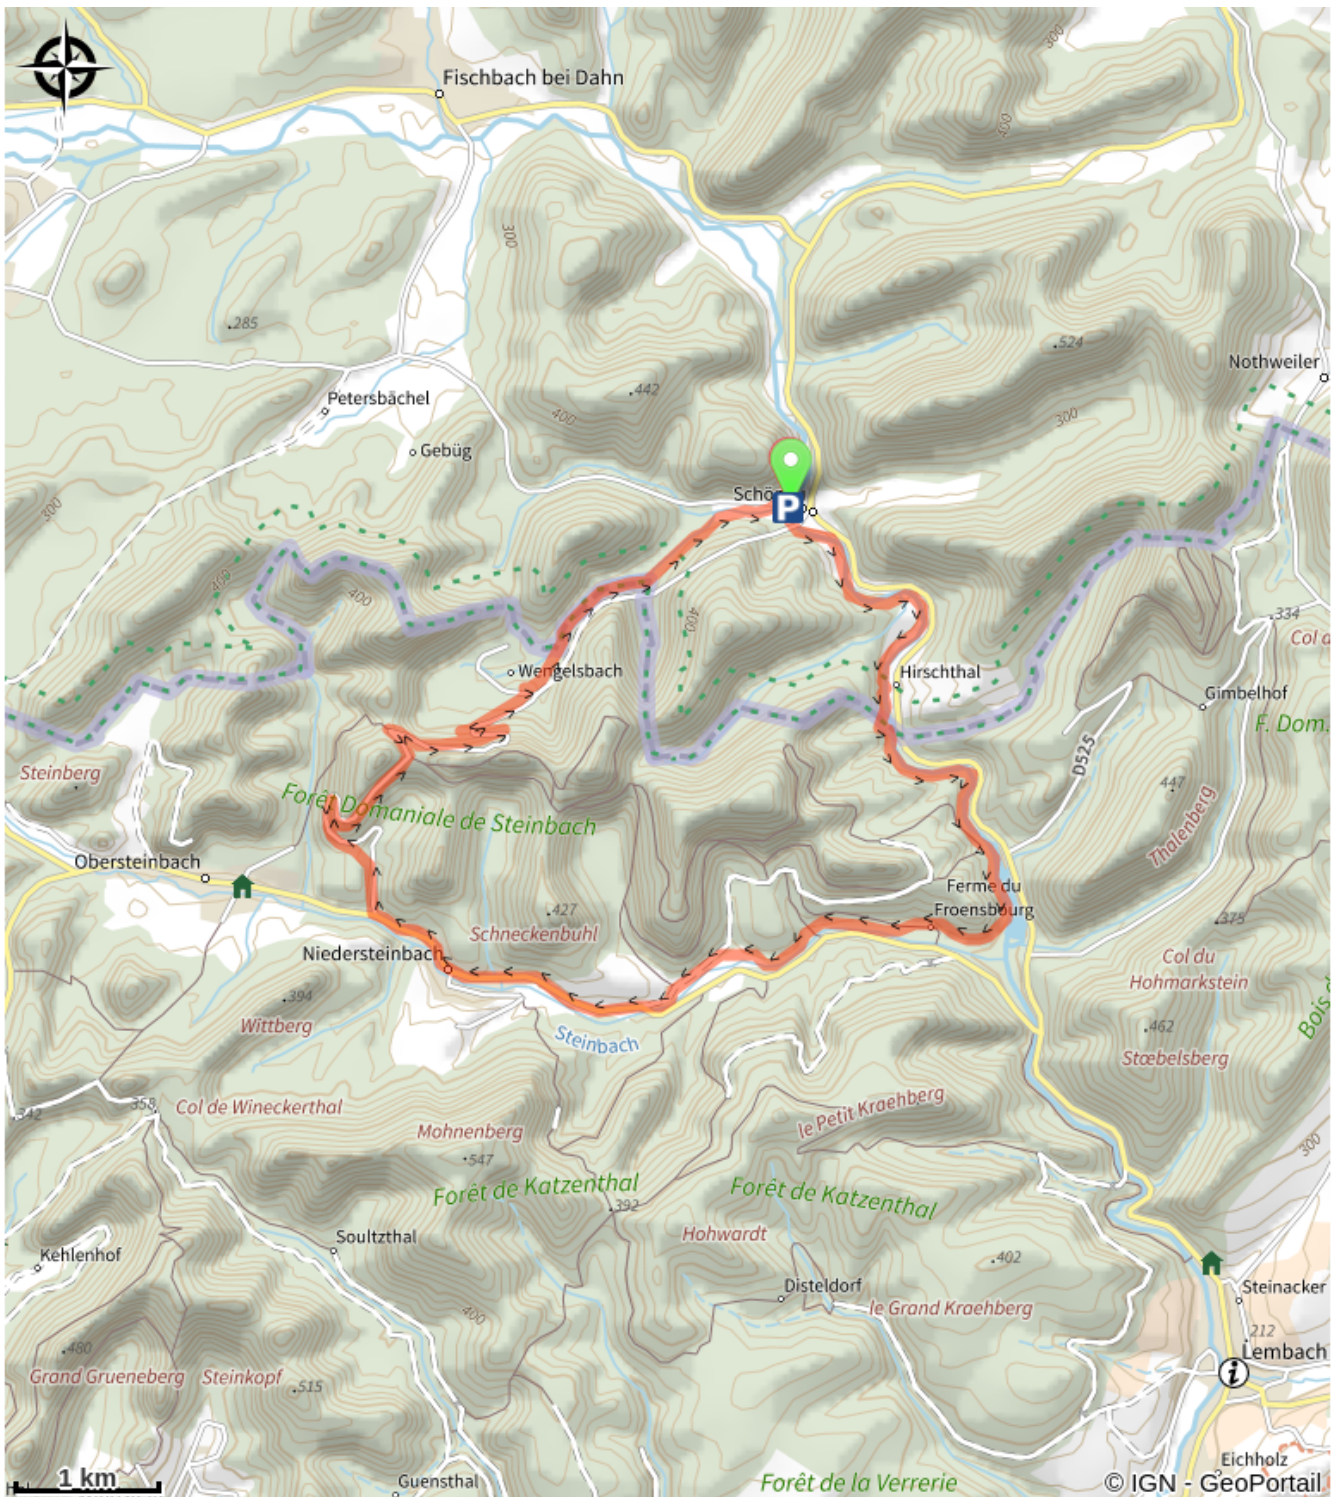 Fischbach bei Dahn
300
400
300
.285
.524
Nothweiler
.442
Petersbächel
400
300
Gebüg
300
Schö
P
400
400
400
.334
Wengelsbach
Hirschthal
Gimbelhof
F. Dom.
D525
Steinberg
447
Forêt Domaniale de Steinbach
Thalenberg
Obersteinbach
Ferme du
Froensbourg
.427
.375
Schneckenbuhl
Niedersteinbach
Col du
Hohmarkstein
.394
Wittberg
.462
Steinbach
Stœbelsberg
342
358
Col de Wineckerthal
le Petit Kraehberg
Mohnenberg
300
.547
Forêt de Katzenthal
Forêt de Katzenthal
.392
Soultzthal
Hohwardt
Kehlenhof
.402
Disteldorf
Steinacker
le Grand Kraehberg
400
.212
.480
Lembach
i
Grand Grueneberg
Steinkopf
.515
Eichholz
1 km
Guensthal
Forêt de la Verrerie
© IGN - GeoPortail